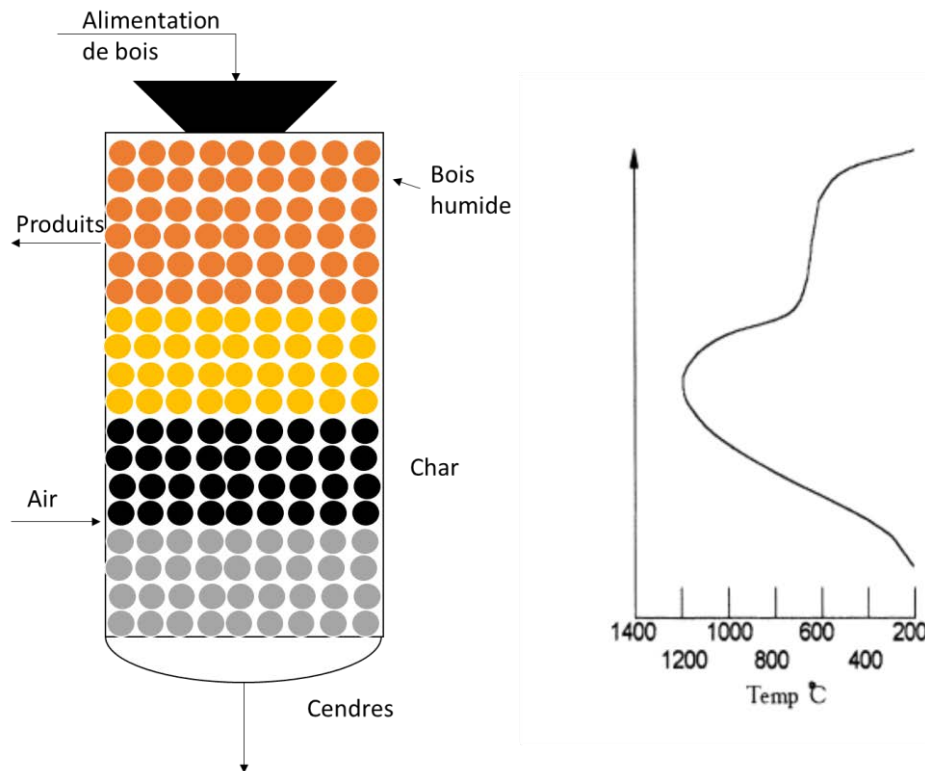 Alimentation
de bois
Bois
humide
Produits
Char
Air
Cendres
1400 1000 600 200
1200 800 400
Temp °C